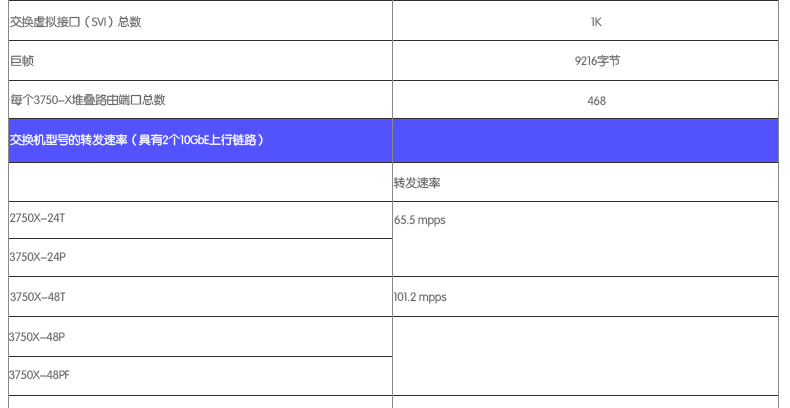 交换虚拟接口（SVI）总数 1K
巨帧 9216字节
每个3750-X堆叠路由端口总数 468
交换机型号的转发速率（具有2个10GbE上行链路）
转发速率
2750X-24T 65.5 mpps
3750X-24P
3750X-48T 101.2 mpps
3750X-48P
3750X-48PF